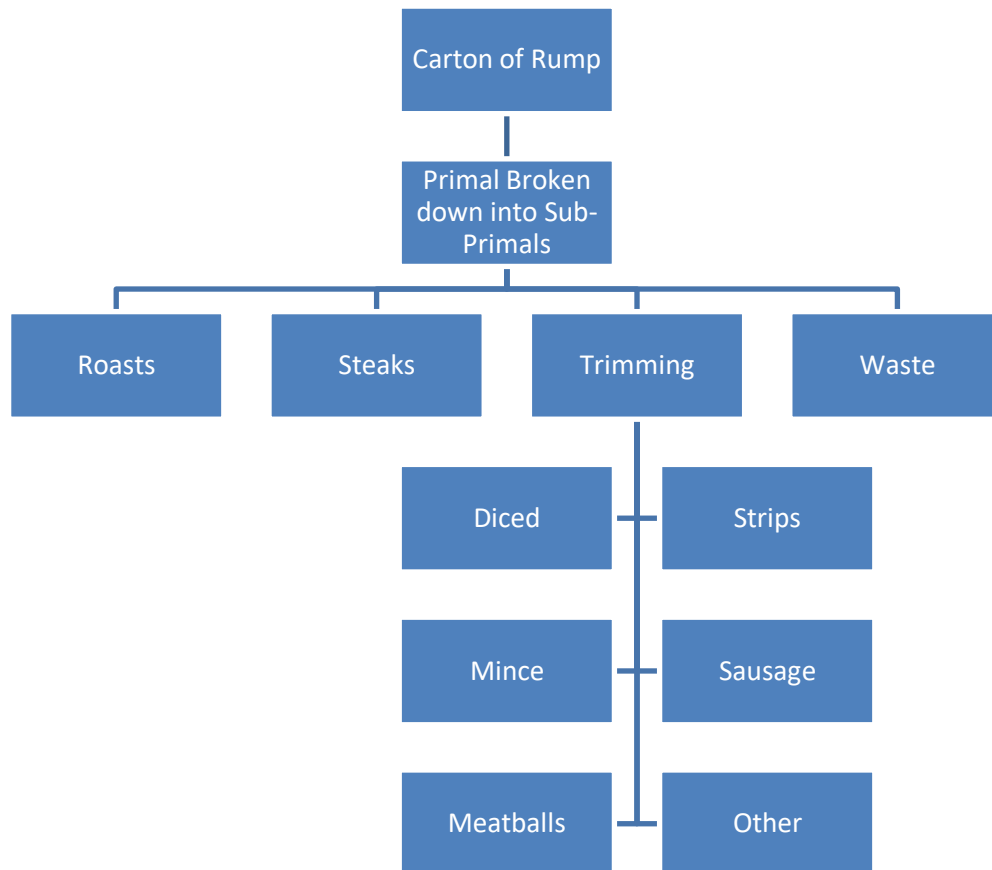 Carton of Rump
Primal Broken
down into Sub-
Primals
Roasts
Steaks
Trimming
Waste
Diced
Strips
Mince
Sausage
Meatballs
Other